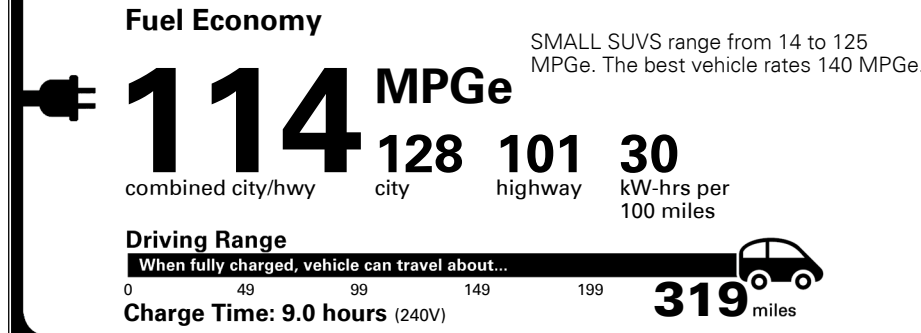 Fuel Economy
SMALL SUVS range from 14 to 125
MPGe. The best vehicle rates 140 MPGe.
114 MPGe
combined city/hwy
128 city
101 highway
30 kW-hrs per
100 miles
Driving Range
When fully charged, vehicle can travel about...
0 49 99 149 199 319 miles
Charge Time: 9.0 hours (240V)